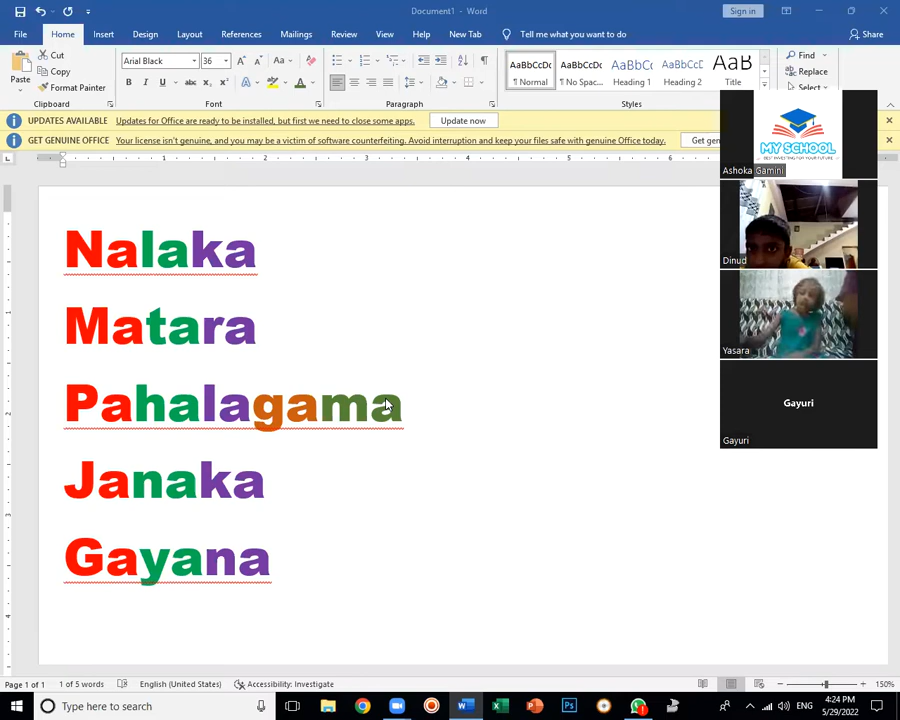 Document1 - Word
Sign in
File Home Insert Design Layout References Mailings Review View Help New Tab Tell me what you want to do Share
Paste
Cut
Copy
Format Painter
Clipboard
Arial Black 36
Font
Paragraph
AaBbCcDc AaBbCcDc AaBbCc AaBbCcC AaB
¶ Normal ¶ No Spac... Heading 1 Heading 2 Title
Styles
Find
Replace
Select
UPDATES AVAILABLE Updates for Office are ready to be installed, but first we need to close some apps. Update now
GET GENUINE OFFICE Your license isn't genuine, and you may be a victim of software counterfeiting. Avoid interruption and keep your files safe with genuine Office today. Get gen
MY SCHOOL
BEST INVESTING FOR YOUR FUTURE
Ashoka Gamini
Dinud
Yasara
Gayuri
Gayuri
Nalaka
Matara
Pahalagama
Janaka
Gayana
Page 1 of 1 1 of 5 words English (United States) Accessibility: Investigate 150%
Type here to search
ENG
4:24 PM
5/29/2022